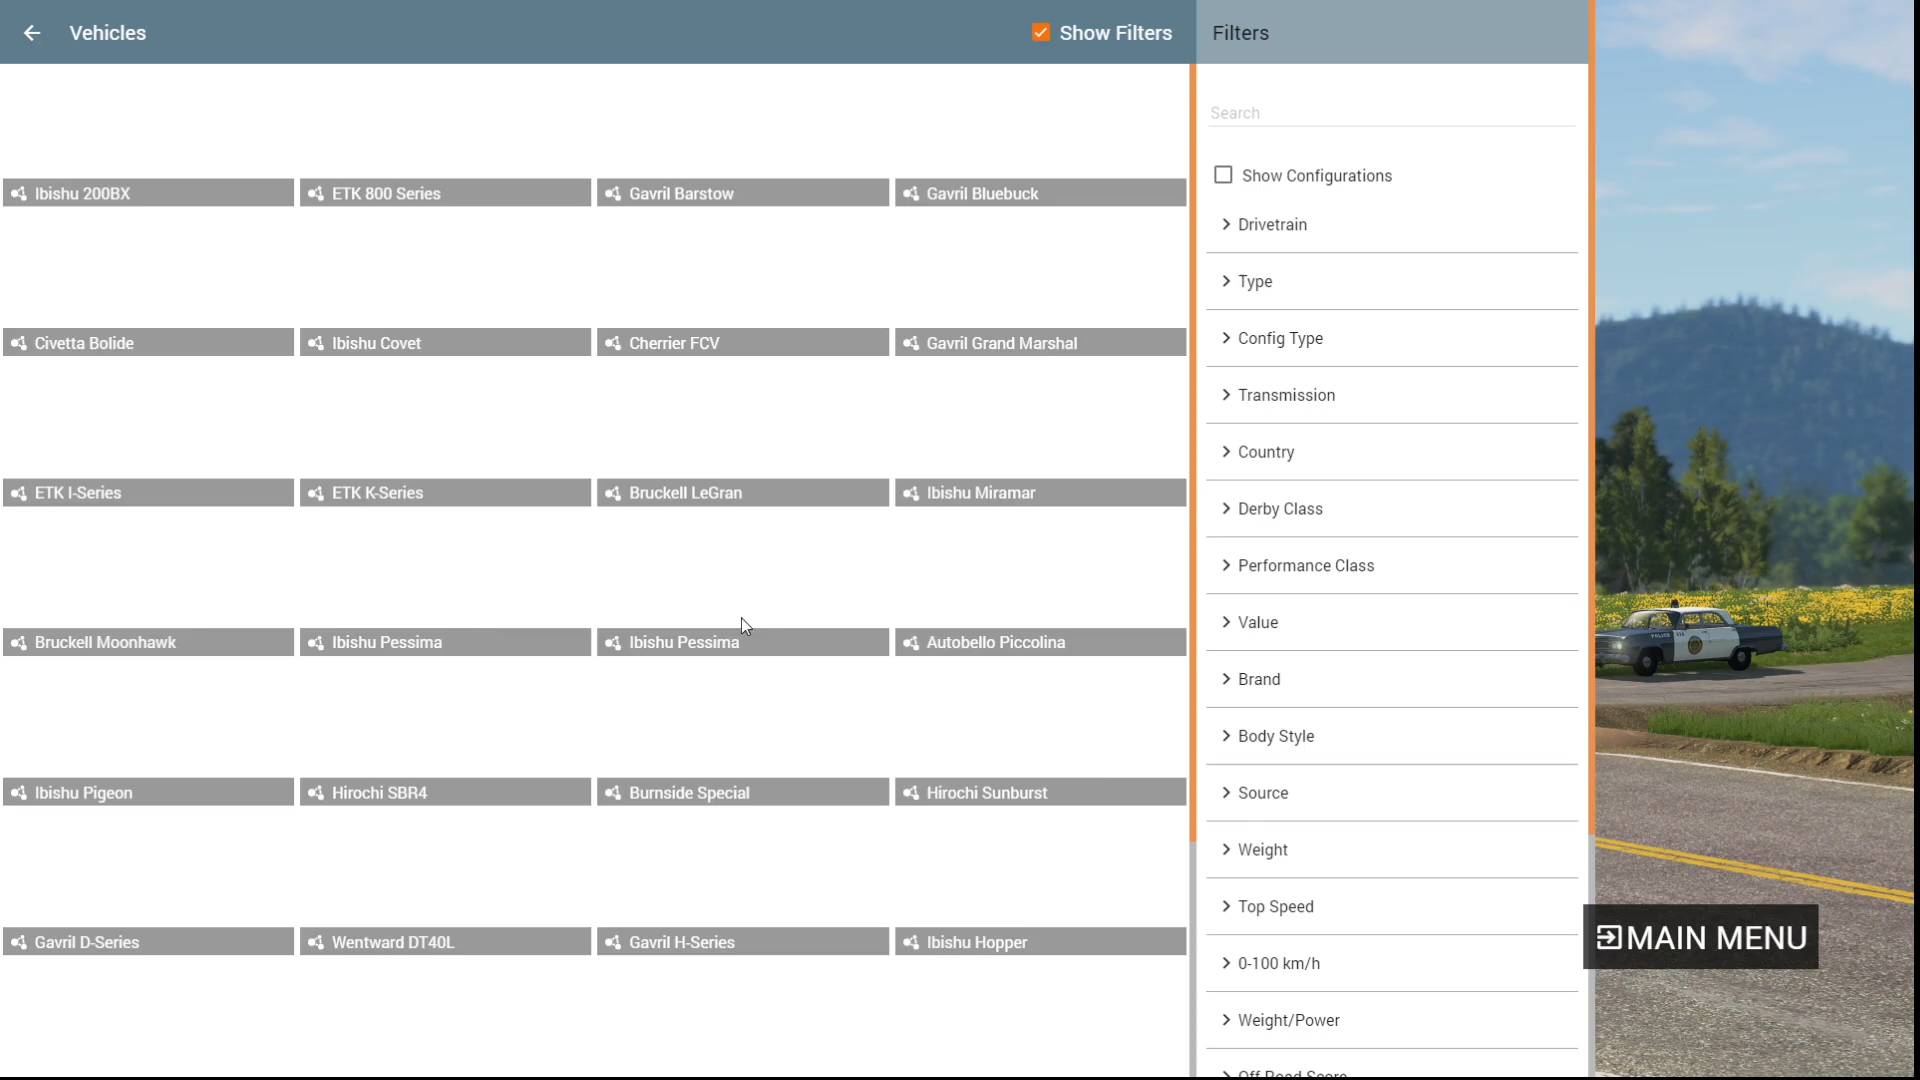 Vehicles
Show Filters
Filters
Search
Show Configurations
Ibishu 200BX
ETK 800 Series
Gavril Barstow
Gavril Bluebuck
Drivetrain
Type
Civetta Bolide
Ibishu Covet
Cherrier FCV
Gavril Grand Marshal
Config Type
Transmission
Country
ETK I-Series
ETK K-Series
Bruckell LeGran
Ibishu Miramar
Derby Class
Performance Class
Value
Bruckell Moonhawk
Ibishu Pessima
Ibishu Pessima
Autobello Piccolina
POLICE
Brand
Body Style
Ibishu Pigeon
Hirochi SBR4
Burnside Special
Hirochi Sunburst
Source
Weight
Top Speed
Gavril D-Series
Wentward DT40L
Gavril H-Series
Ibishu Hopper
MAIN MENU
0-100 km/h
Weight/Power
Off-Road Score